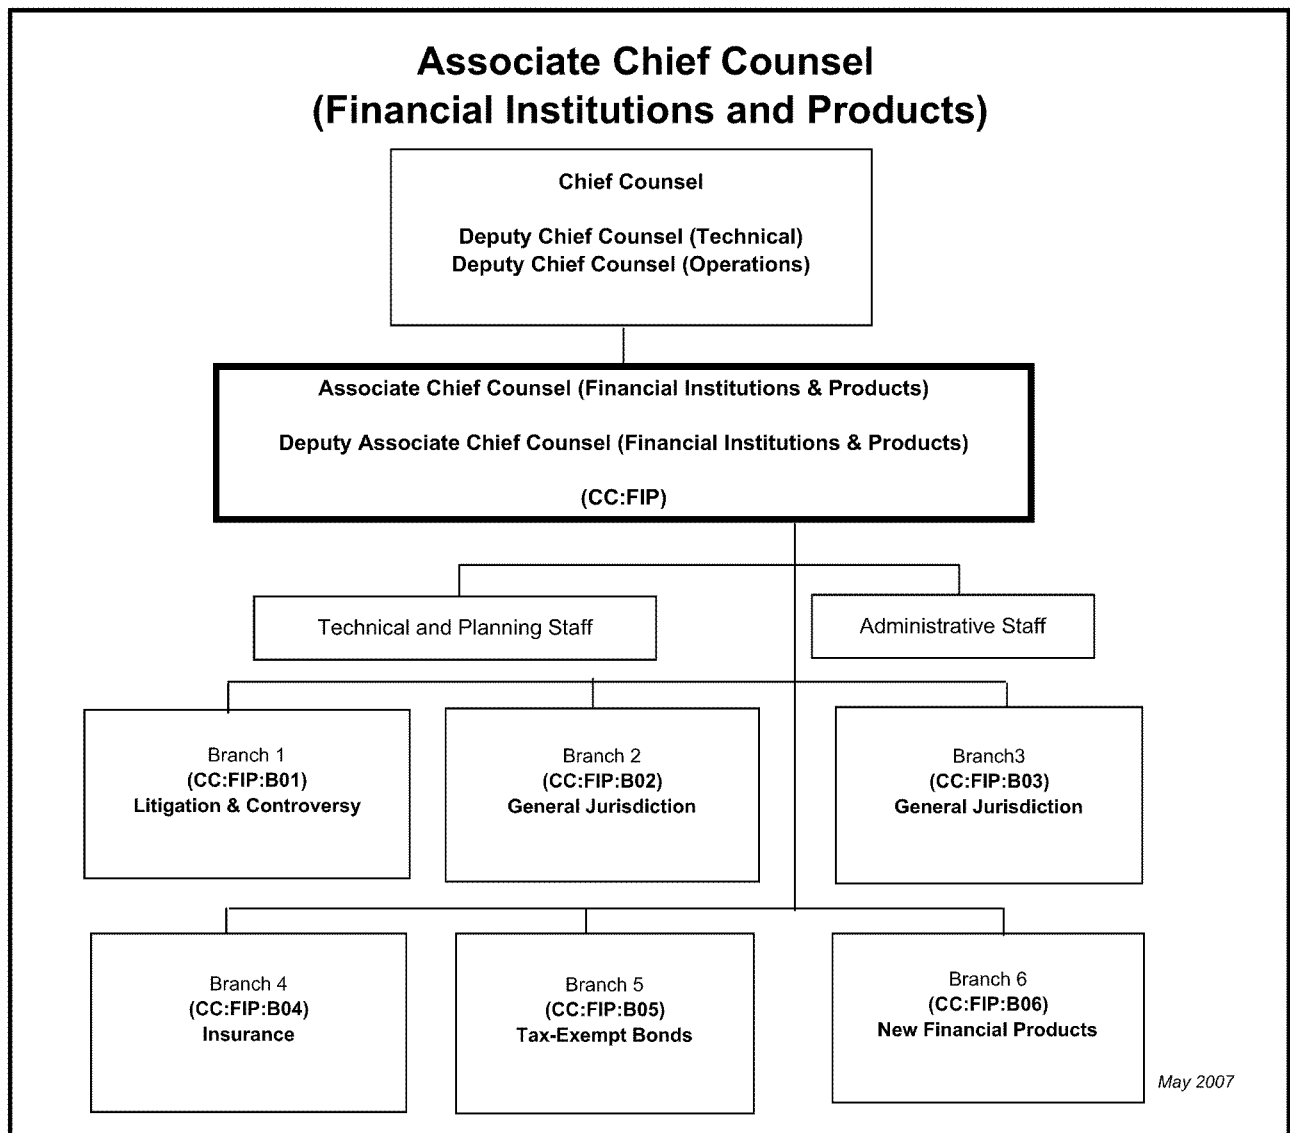 Associate Chief Counsel
(Financial Institutions and Products)
Chief Counsel
Deputy Chief Counsel (Technical)
Deputy Chief Counsel (Operations)
Associate Chief Counsel (Financial Institutions & Products)
Deputy Associate Chief Counsel (Financial Institutions & Products)
(CC:FIP)
Technical and Planning Staff
Administrative Staff
Branch 1
(CC:FIP:B01)
Litigation & Controversy
Branch 2
(CC:FIP:B02)
General Jurisdiction
Branch3
(CC:FIP:B03)
General Jurisdiction
Branch 4
(CC:FIP:B04)
Insurance
Branch 5
(CC:FIP:B05)
Tax-Exempt Bonds
Branch 6
(CC:FIP:B06)
New Financial Products
May 2007